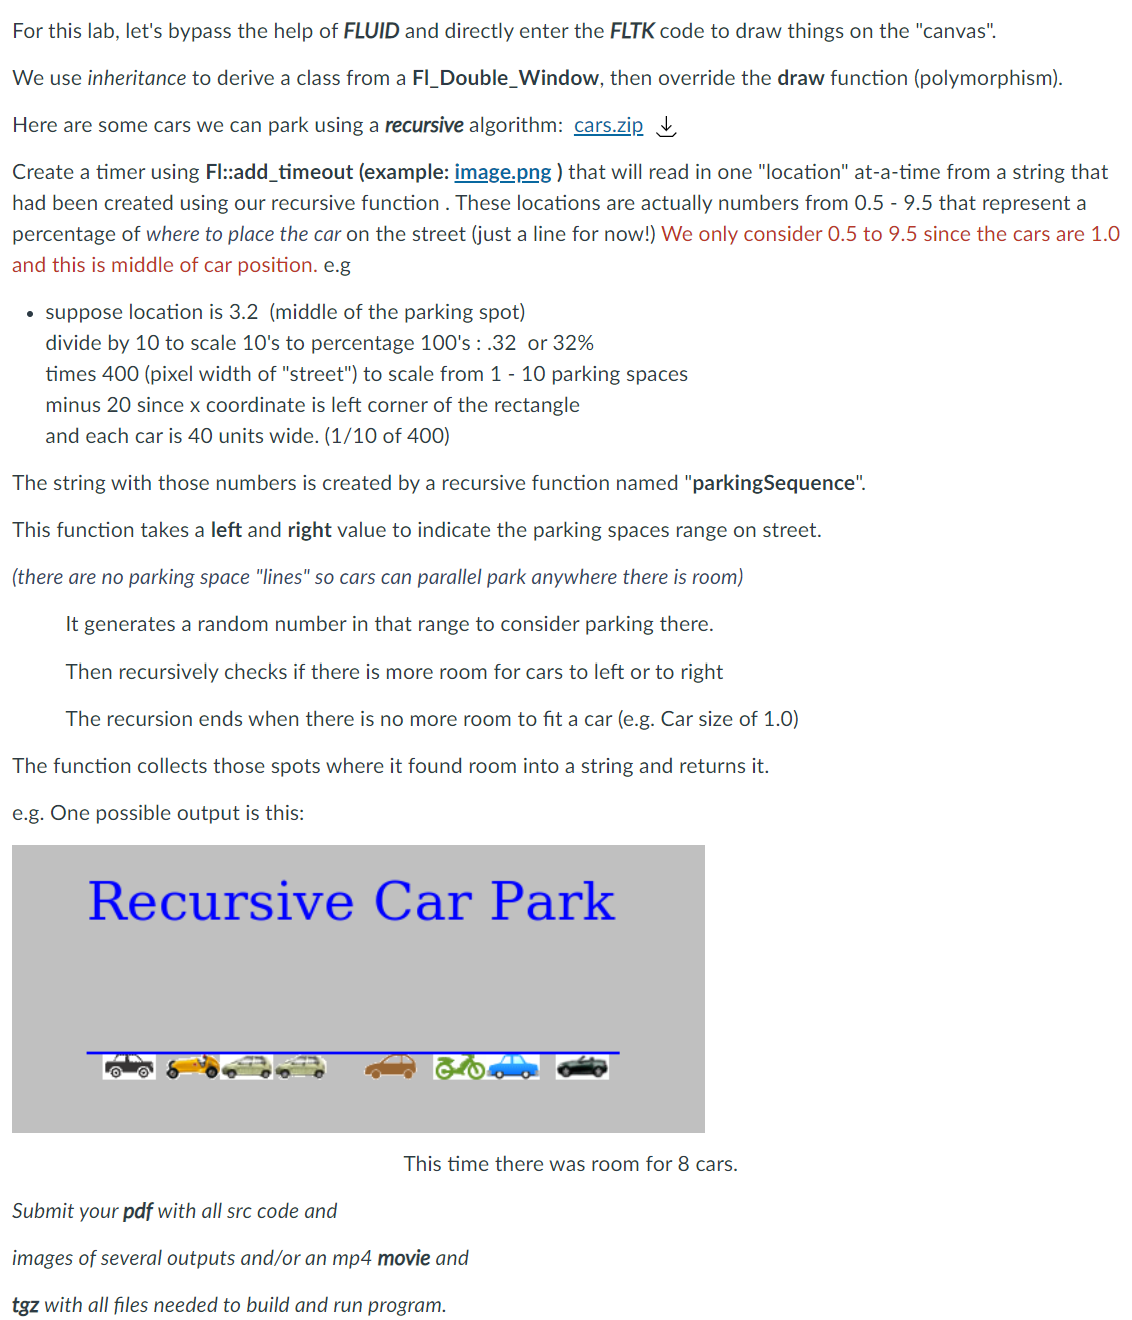 For this lab, let's bypass the help of FLUID and directly enter the FLTK code to draw things on the "canvas".
We use inheritance to derive a class from a Fl_Double_Window, then override the draw function (polymorphism).
Here are some cars we can park using a recursive algorithm: cars.zip
Create a timer using Fl::add_timeout (example: image.png ) that will read in one "location" at-a-time from a string that
had been created using our recursive function . These locations are actually numbers from 0.5 - 9.5 that represent a
percentage of where to place the car on the street (just a line for now!) We only consider 0.5 to 9.5 since the cars are 1.0
and this is middle of car position. e.g
• suppose location is 3.2 (middle of the parking spot)
divide by 10 to scale 10's to percentage 100's : .32 or 32%
times 400 (pixel width of "street") to scale from 1 - 10 parking spaces
minus 20 since x coordinate is left corner of the rectangle
and each car is 40 units wide. (1/10 of 400)
The string with those numbers is created by a recursive function named "parkingSequence".
This function takes a left and right value to indicate the parking spaces range on street.
(there are no parking space "lines" so cars can parallel park anywhere there is room)
It generates a random number in that range to consider parking there.
Then recursively checks if there is more room for cars to left or to right
The recursion ends when there is no more room to fit a car (e.g. Car size of 1.0)
The function collects those spots where it found room into a string and returns it.
e.g. One possible output is this:
Recursive Car Park
This time there was room for 8 cars.
Submit your pdf with all src code and
images of several outputs and/or an mp4 movie and
tgz with all files needed to build and run program.